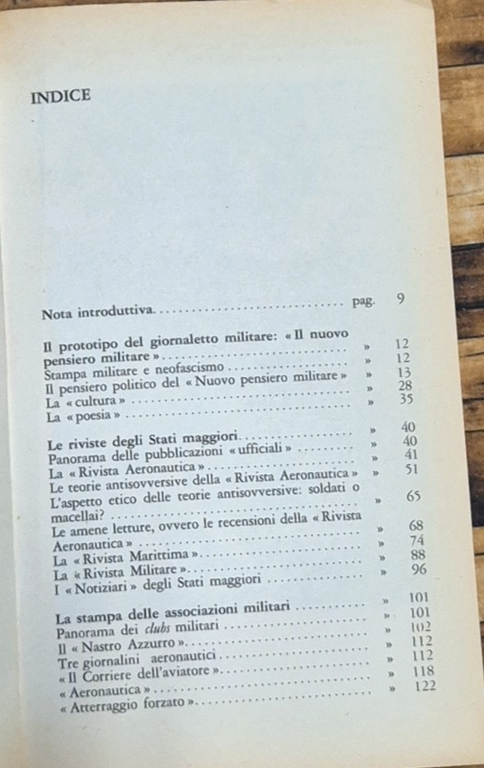 INDICE
Nota introduttiva. . . . . . . . . . . . . . . . . . . . . . . . . . . . . pag. 9
Il prototipo del giornaletto militare: « Il nuovo
pensiero militare » . . . . . . . . . . . . . . . . . . . . . . . . . . . » 12
Stampa militare e neofascismo . . . . . . . . . . . . . . . . » 12
Il pensiero politico del « Nuovo pensiero militare » » 13
La « cultura » . . . . . . . . . . . . . . . . . . . . . . . . . . . . . . » 28
La « poesia » . . . . . . . . . . . . . . . . . . . . . . . . . . . . . . » 35
Le riviste degli Stati maggiori. . . . . . . . . . . . . . . . . » 40
Panorama delle pubblicazioni « ufficiali » . . . . . . . . » 40
La « Rivista Aeronautica » . . . . . . . . . . . . . . . . . . . . » 41
Le teorie antisovversive della « Rivista Aeronautica » » 51
L'aspetto etico delle teorie antisovversive: soldati o
macellai? . . . . . . . . . . . . . . . . . . . . . . . . . . . . . . . . » 65
Le amene letture, ovvero le recensioni della « Rivista
Aeronautica » . . . . . . . . . . . . . . . . . . . . . . . . . . . . . » 68
La « Rivista Marittima ». . . . . . . . . . . . . . . . . . . . . . » 74
La « Rivista Militare ». . . . . . . . . . . . . . . . . . . . . . . . » 88
I « Notiziari » degli Stati maggiori . . . . . . . . . . . . . » 96
La stampa delle associazioni militari . . . . . . . . . . . » 101
Panorama dei clubs militari . . . . . . . . . . . . . . . . . . . » 101
Il « Nastro Azzurro ». . . . . . . . . . . . . . . . . . . . . . . . . » 102
Tre giornalini aeronautici . . . . . . . . . . . . . . . . . . . . » 112
« Il Corriere dell'aviatore ». . . . . . . . . . . . . . . . . . . . » 112
« Aeronautica » . . . . . . . . . . . . . . . . . . . . . . . . . . . . . » 118
« Atterraggio forzato ». . . . . . . . . . . . . . . . . . . . . . . » 122